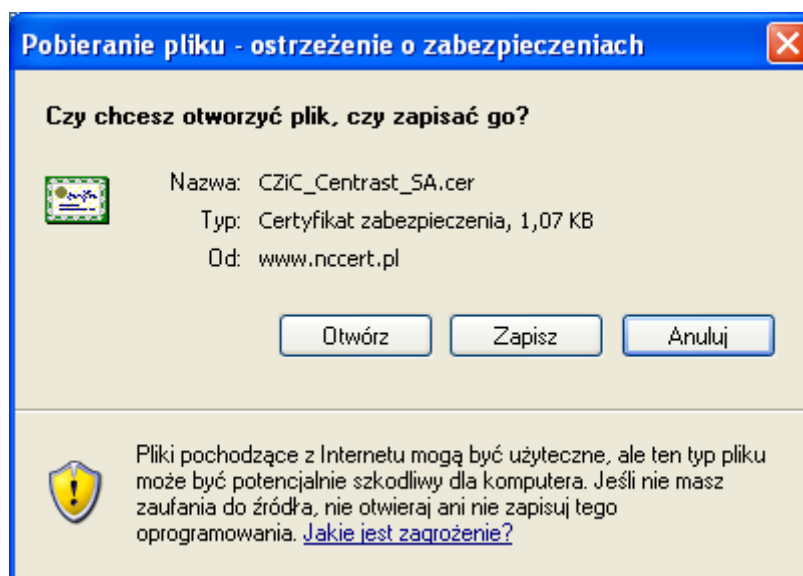 Pobieranie pliku - ostrzeżenie o zabezpieczeniach
Czy chcesz otworzyć plik, czy zapisać go?
Nazwa: CZiC_Centrast_SA.cer
Typ: Certyfikat zabezpieczenia, 1,07 KB
Od: www.nccert.pl
Otwórz Zapisz Anuluj
Pliki pochodzące z Internetu mogą być użyteczne, ale ten typ pliku
może być potencjalnie szkodliwy dla komputera. Jeśli nie masz
zaufania do źródła, nie otwieraj ani nie zapisuj tego
oprogramowania. Jakie jest zagrożenie?